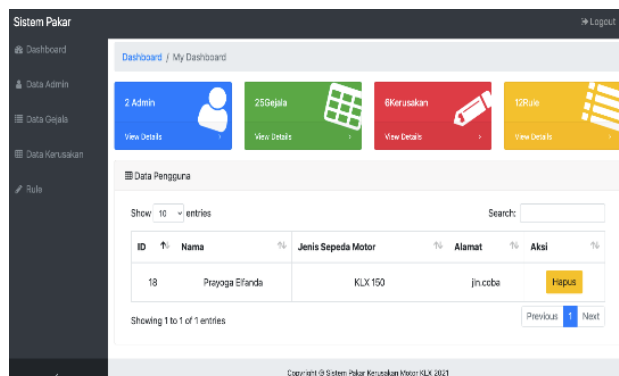 Sistem Pakar
Logout
Dashboard
Data Admin
Data Gejala
Data Kerusakan
Rule
Dashboard / My Dashboard
2 Admin
View Details
25Gejala
View Details
6Kerusakan
View Details
12Rule
View Details
Data Pengguna
Show 10 entries
Search:
ID Nama Jenis Sepeda Motor Alamat Aksi
18 Prayoga Elfanda KLX 150 jln.coba Hapus
Showing 1 to 1 of 1 entries
Previous 1 Next
Copyright © Sistem Pakar Kerusakan Motor KLX 2021